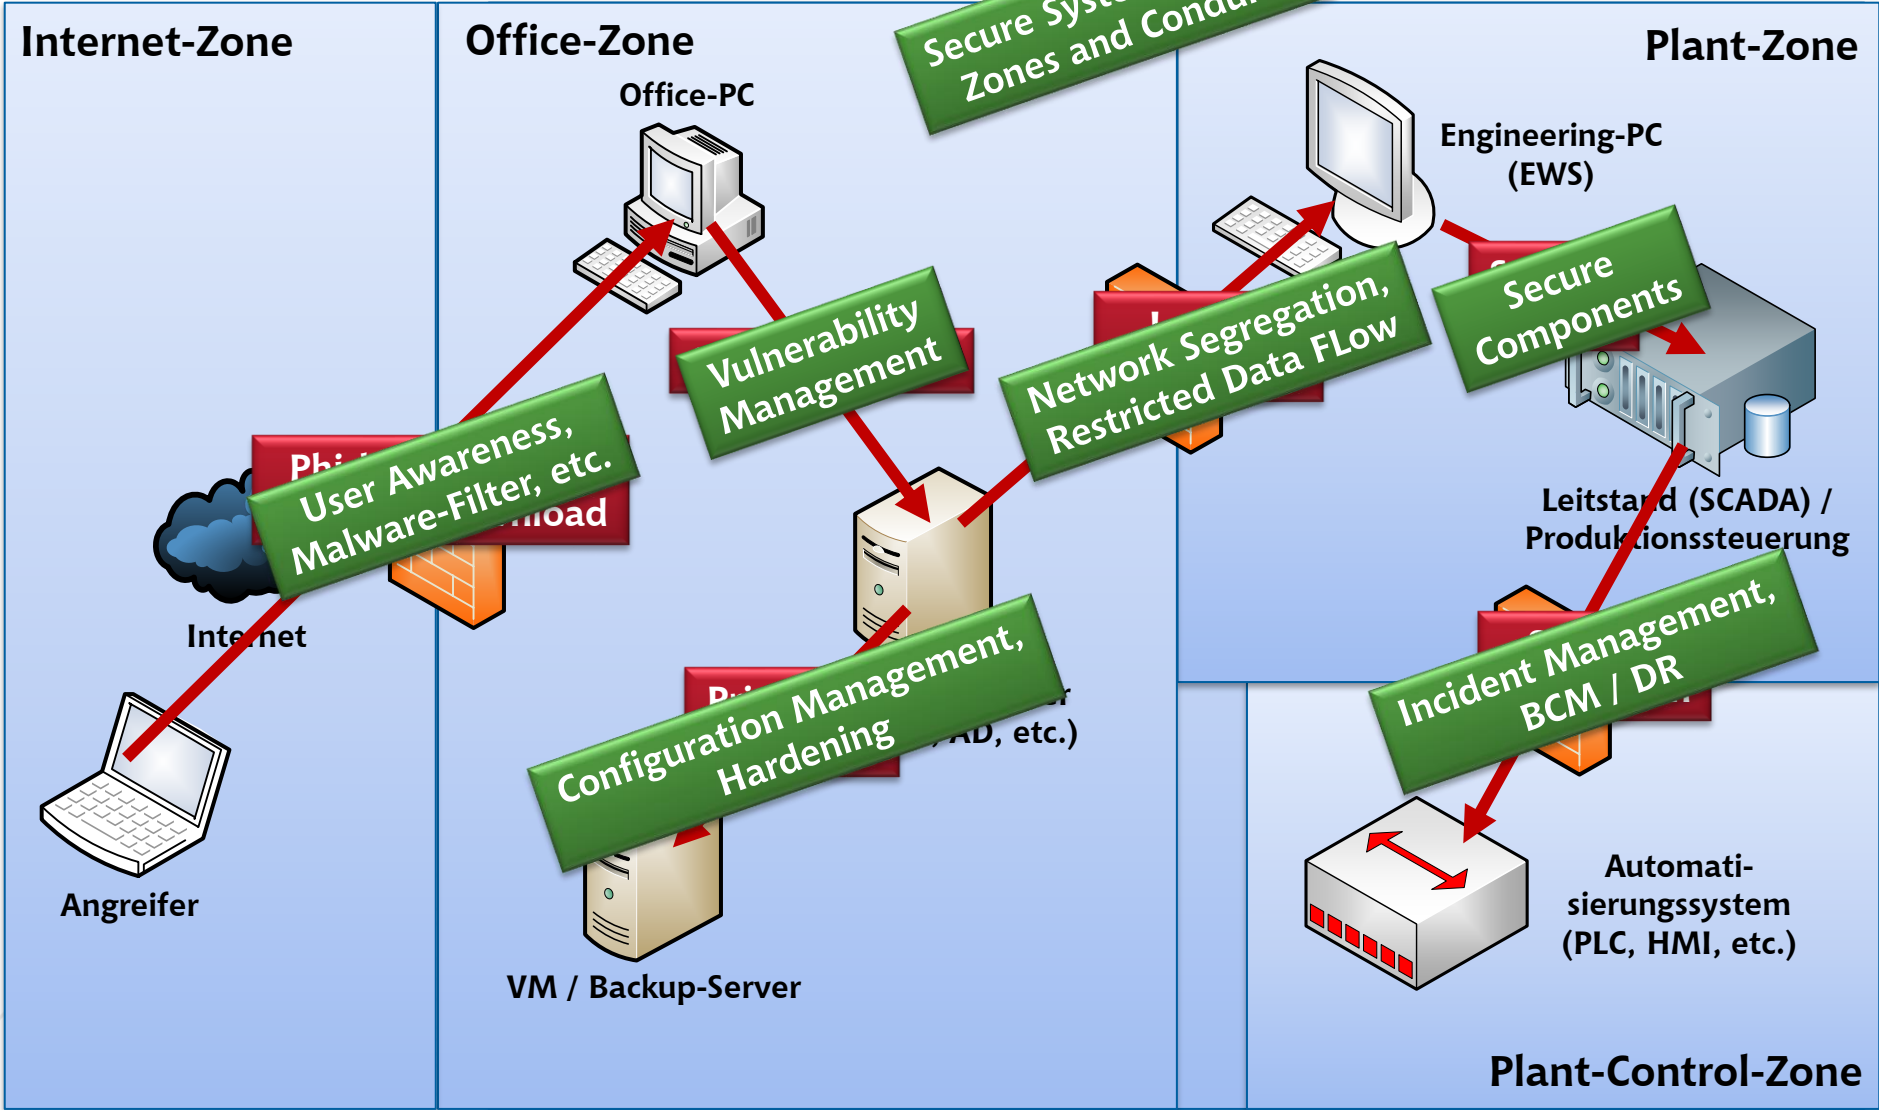 Internet-Zone
Office-Zone
Plant-Zone
Secure
Zones and
Office-PC
Engineering-PC
(EWS)
Secure
Components
Vulnerability
Management
Network Segregation,
Restricted Data FLow
User Awareness,
Malware-Filter, etc.
Internet
Leitstand (SCADA) /
Produktionssteuerung
Configuration Management,
Hardening
AD, etc.)
Incident Management,
BCM / DR
Angreifer
VM / Backup-Server
Automati-
sierungssystem
(PLC, HMI, etc.)
Plant-Control-Zone